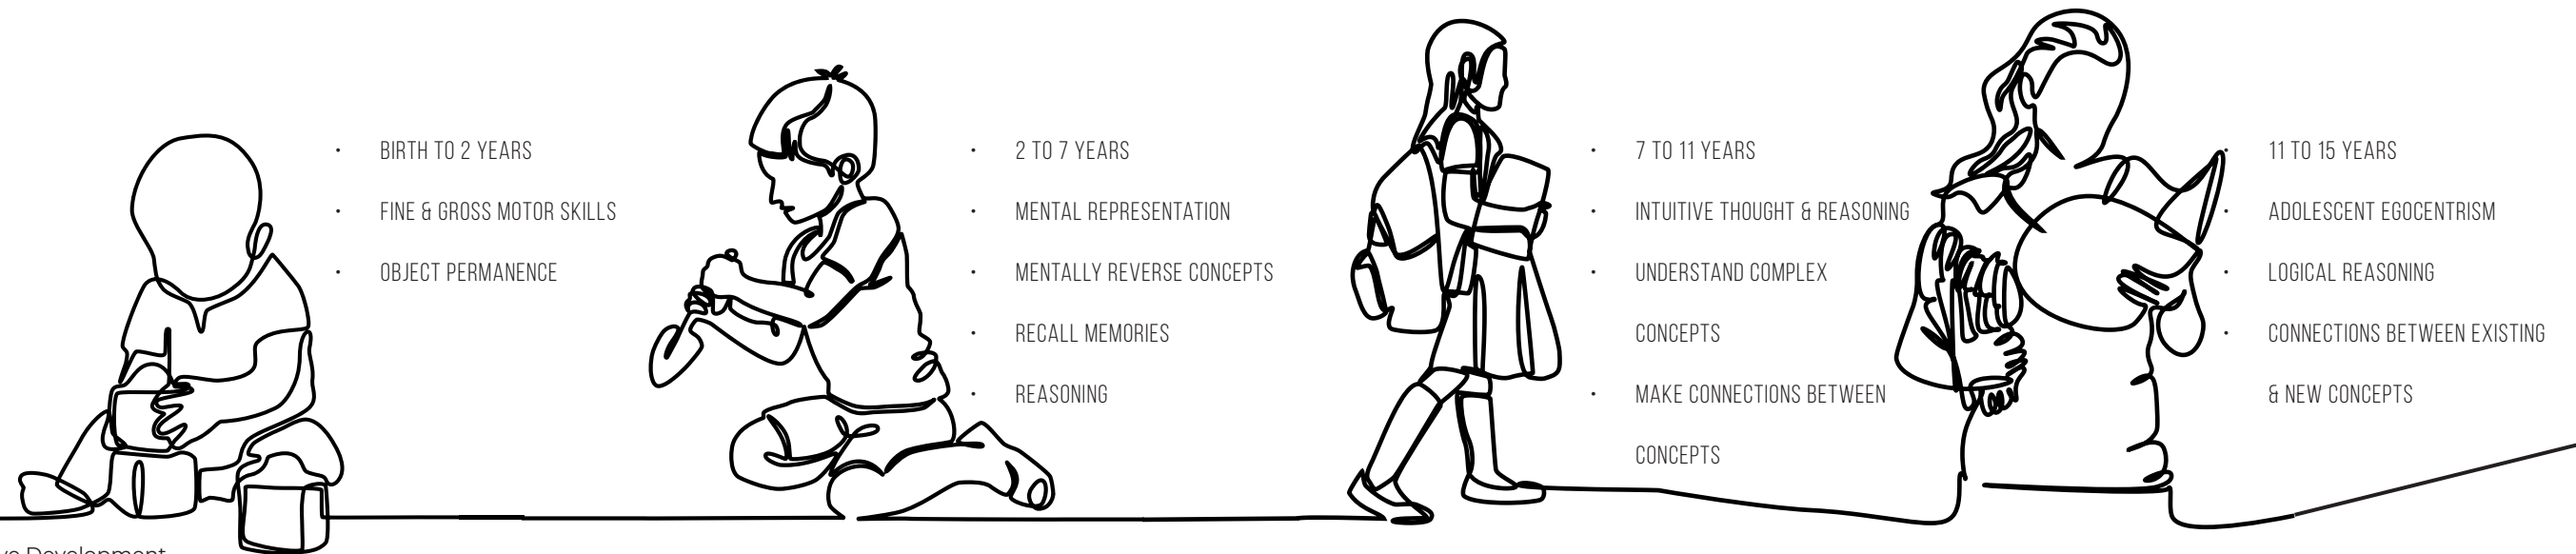 • BIRTH TO 2 YEARS
• FINE & GROSS MOTOR SKILLS
• OBJECT PERMANENCE
• 2 TO 7 YEARS
• MENTAL REPRESENTATION
• MENTALLY REVERSE CONCEPTS
• RECALL MEMORIES
• REASONING
• 7 TO 11 YEARS
• INTUITIVE THOUGHT & REASONING
• UNDERSTAND COMPLEX
CONCEPTS
• MAKE CONNECTIONS BETWEEN
CONCEPTS
• 11 TO 15 YEARS
• ADOLESCENT EGOCENTRISM
• LOGICAL REASONING
• CONNECTIONS BETWEEN EXISTING
& NEW CONCEPTS
Development